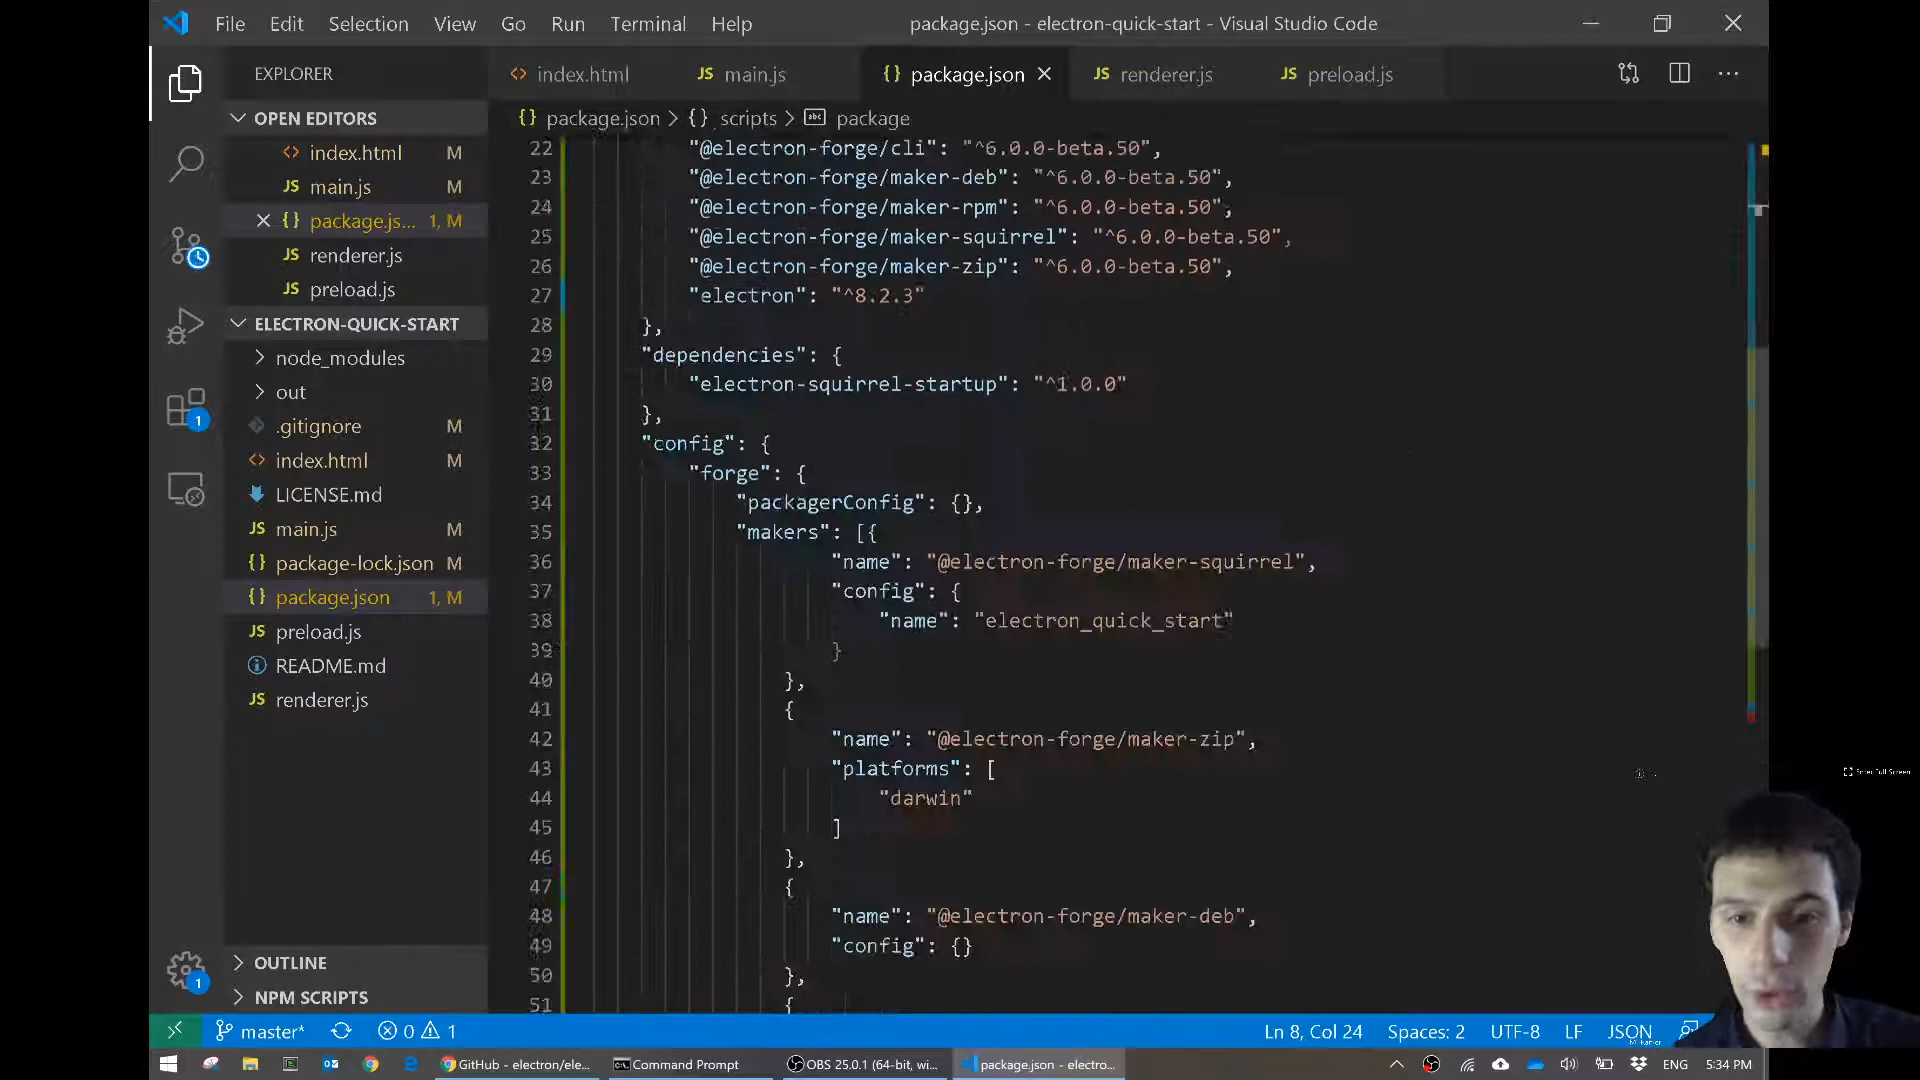 File Edit Selection View Go Run Terminal Help package.json - electron-quick-start - Visual Studio Code
EXPLORER
index.html main.js package.json renderer.js preload.js
OPEN EDITORS
index.html M
main.js M
package.js... 1, M
renderer.js
preload.js
ELECTRON-QUICK-START
node_modules
out
.gitignore M
index.html M
LICENSE.md
main.js M
package-lock.json M
package.json 1, M
preload.js
README.md
renderer.js
OUTLINE
NPM SCRIPTS
package.json > {} scripts > abc package
22 "@electron-forge/cli": "^6.0.0-beta.50",
23 "@electron-forge/maker-deb": "^6.0.0-beta.50",
24 "@electron-forge/maker-rpm": "^6.0.0-beta.50",
25 "@electron-forge/maker-squirrel": "^6.0.0-beta.50",
26 "@electron-forge/maker-zip": "^6.0.0-beta.50",
27 "electron": "^8.2.3"
28 },
29 "dependencies": {
30 "electron-squirrel-startup": "^1.0.0"
31 },
32 "config": {
33 "forge": {
34 "packagerConfig": {},
35 "makers": [{
36 "name": "@electron-forge/maker-squirrel",
37 "config": {
38 "name": "electron_quick_start"
39 }
40 },
41 {
42 "name": "@electron-forge/maker-zip",
43 "platforms": [
44 "darwin"
45 ]
46 },
47 {
48 "name": "@electron-forge/maker-deb",
49 "config": {}
50 },
51 {
Enter Full Screen
master* 0 1 Ln 8, Col 24 Spaces: 2 UTF-8 LF JSON
GitHub - electron/ele... Command Prompt OBS 25.0.1 (64-bit, wi... package.json - electro... ENG 5:34 PM